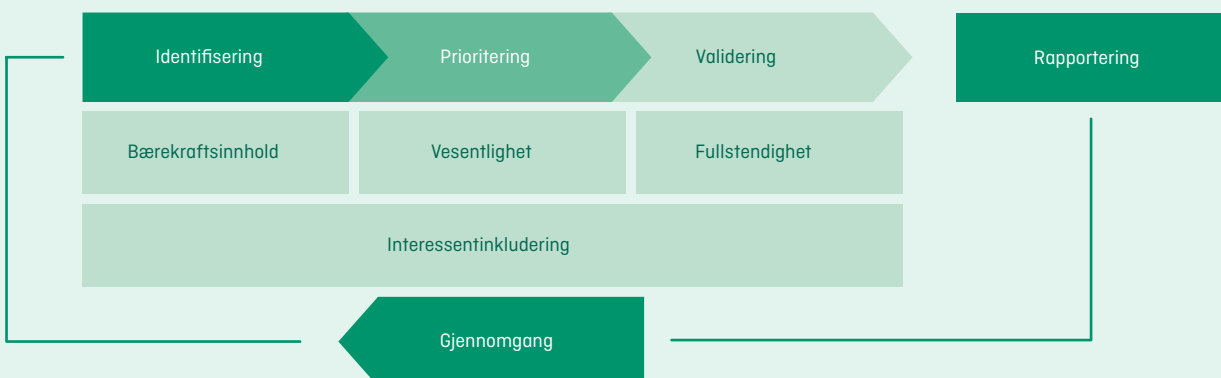 Identifisering
Prioritering
Validering
Rapportering
Bærekraftsinnhold
Vesentlighet
Fullstendighet
Interessentinkludering
Gjennomgang